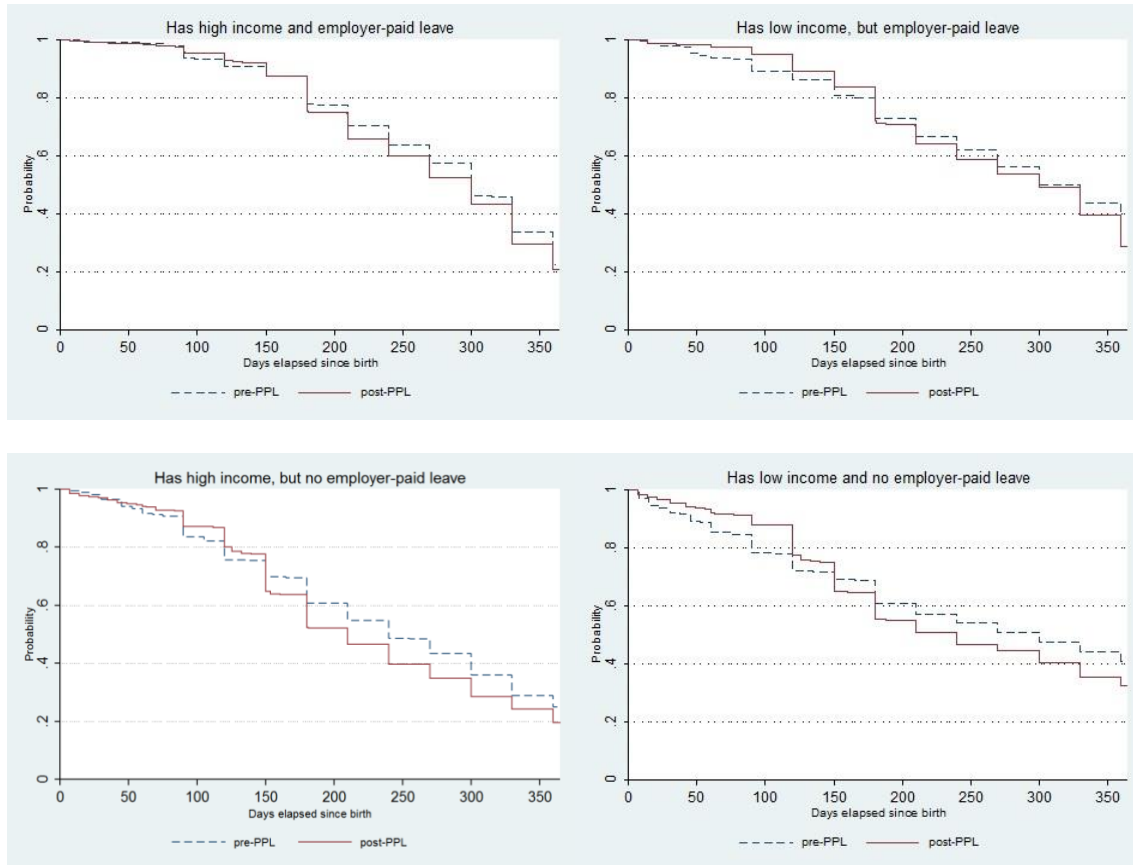 Has high income and employer-paid leave
Probability
1
.8
.6
.4
.2
0
0 50 100 150 200 250 300 350
Days elapsed since birth
pre-PPL post-PPL
Has low income, but employer-paid leave
Probability
1
.8
.6
.4
.2
0
0 50 100 150 200 250 300 350
Days elapsed since birth
pre-PPL post-PPL
Has high income, but no employer-paid leave
Probability
1
.8
.6
.4
.2
0
0 50 100 150 200 250 300 350
Days elapsed since birth
pre-PPL post-PPL
Has low income and no employer-paid leave
Probability
1
.8
.6
.4
.2
0
0 50 100 150 200 250 300 350
Days elapsed since birth
pre-PPL post-PPL